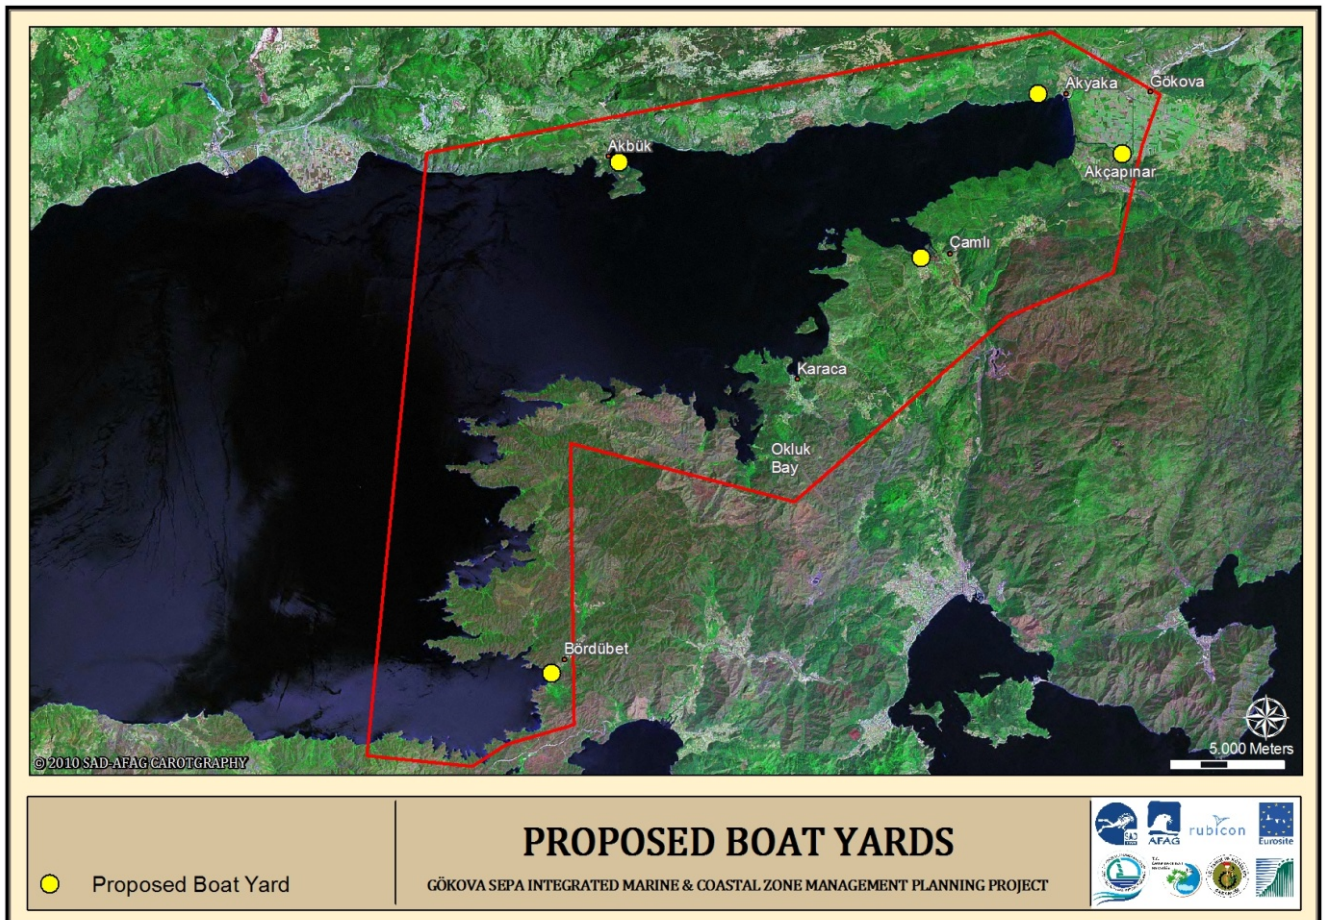 Akyaka
Gökova
Akbük
Akçapınar
Çamlı
Karaca
Okluk
Bay
Bördübet
5.000 Meters
© 2010 SAD-AFAG CAROTGRAPHY
PROPOSED BOAT YARDS
Proposed Boat Yard
GÖKOVA SEPA INTEGRATED MARINE & COASTAL ZONE MANAGEMENT PLANNING PROJECT
SAD
AFAG
rubicon
Eurosite